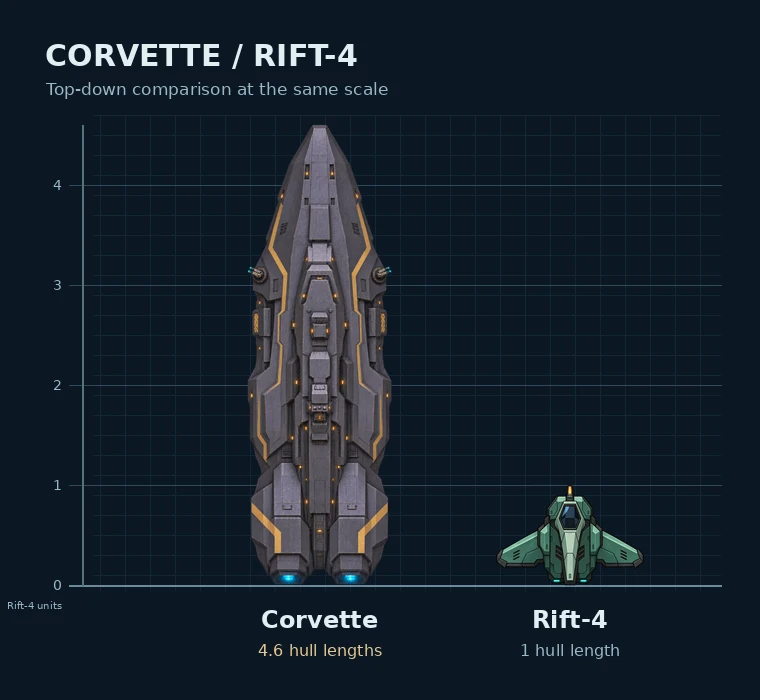 CORVETTE / RIFT-4
Top-down comparison at the same scale
4
3
2
1
0
Rift-4 units
Corvette
Rift-4
4.6 hull lengths
1 hull length